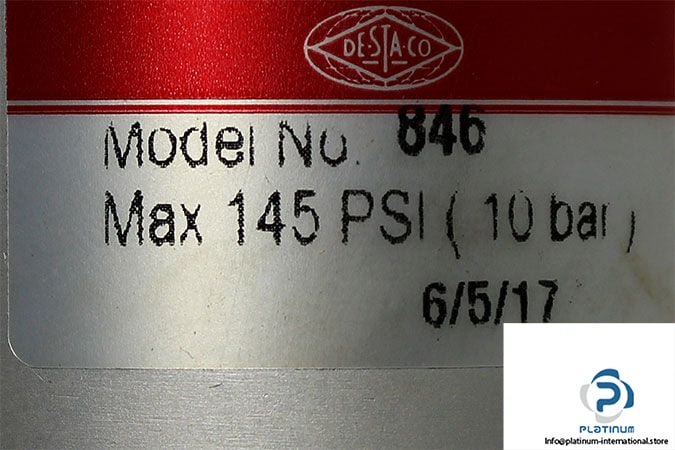 DE-STA-CO
Model No. 846
Max 145 PSI ( 10 bar )
6/5/17
PLATINUM
Info@platinum-international.store